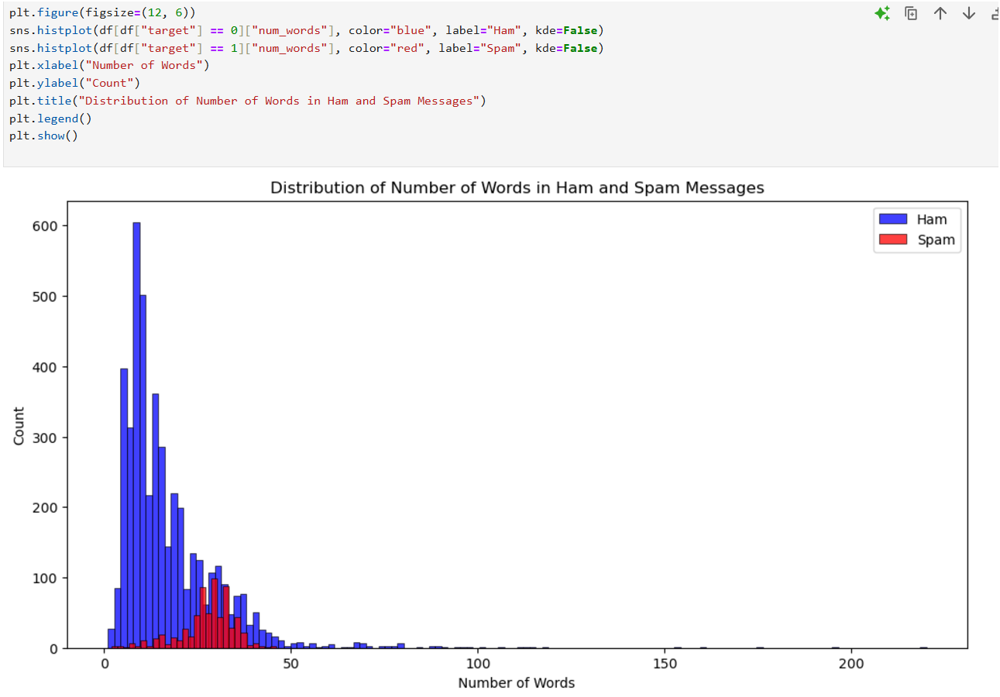 plt.figure(figsize=(12, 6))
sns.histplot(df[df["target"] == 0]["num_words"], color="blue", label="Ham", kde=False)
sns.histplot(df[df["target"] == 1]["num_words"], color="red", label="Spam", kde=False)
plt.xlabel("Number of Words")
plt.ylabel("Count")
plt.title("Distribution of Number of Words in Ham and Spam Messages")
plt.legend()
plt.show()
Distribution of Number of Words in Ham and Spam Messages
Ham
Spam
600
500
400
300
200
100
0
Count
0 50 100 150 200
Number of Words